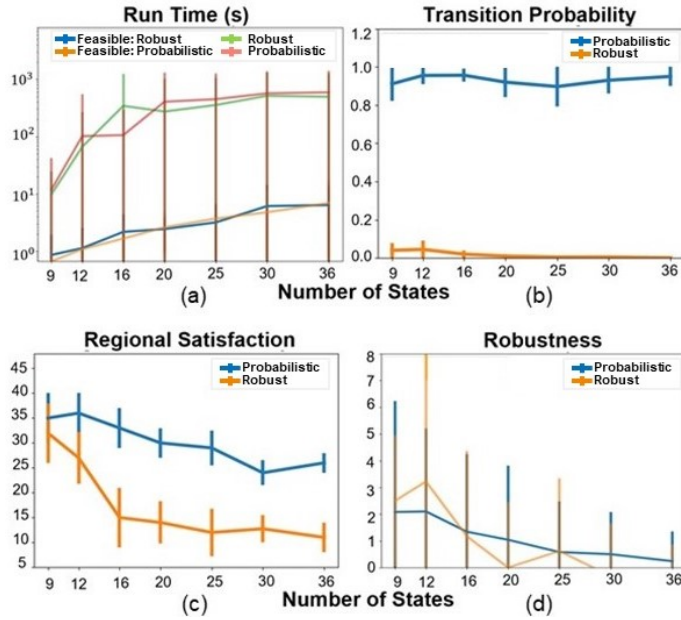 Run Time (s)
Feasible: Robust
Feasible: Probabilistic
Robust
Probabilistic
10³
10²
10¹
10⁰
9 12 16 20 25 30 36
(a)
Transition Probability
Probabilistic
Robust
1.2
1.0
0.8
0.6
0.4
0.2
0.0
9 12 16 20 25 30 36
(b)
Number of States
Regional Satisfaction
Probabilistic
Robust
45
40
35
30
25
20
15
10
5
9 12 16 20 25 30 36
(c)
Robustness
Probabilistic
Robust
8
7
6
5
4
3
2
1
0
9 12 16 20 25 30 36
(d)
Number of States